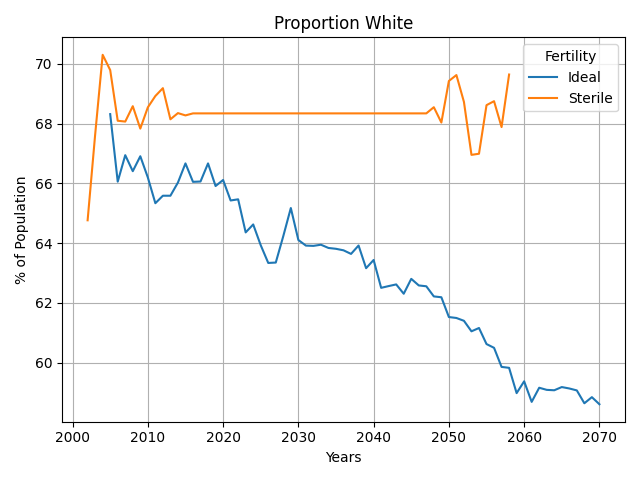 Proportion White
Fertility
Ideal
Sterile
% of Population
70
68
66
64
62
60
2000 2010 2020 2030 2040 2050 2060 2070
Years